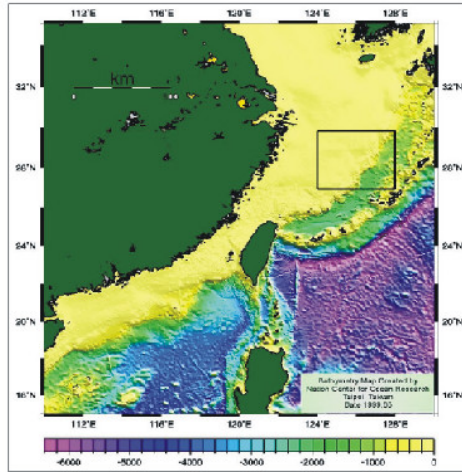 112°E 116°E 120°E 124°E 128°E
km
32°N 32°N
28°N 28°N
24°N 24°N
20°N 20°N
16°N 16°N
Bathymetry Map Created by
Center for Ocean Research
Taipei, Taiwan
Date 1999.05
112°E 116°E 120°E 124°E 128°E
-6000 -5000 -4000 -3000 -2000 -1000 0